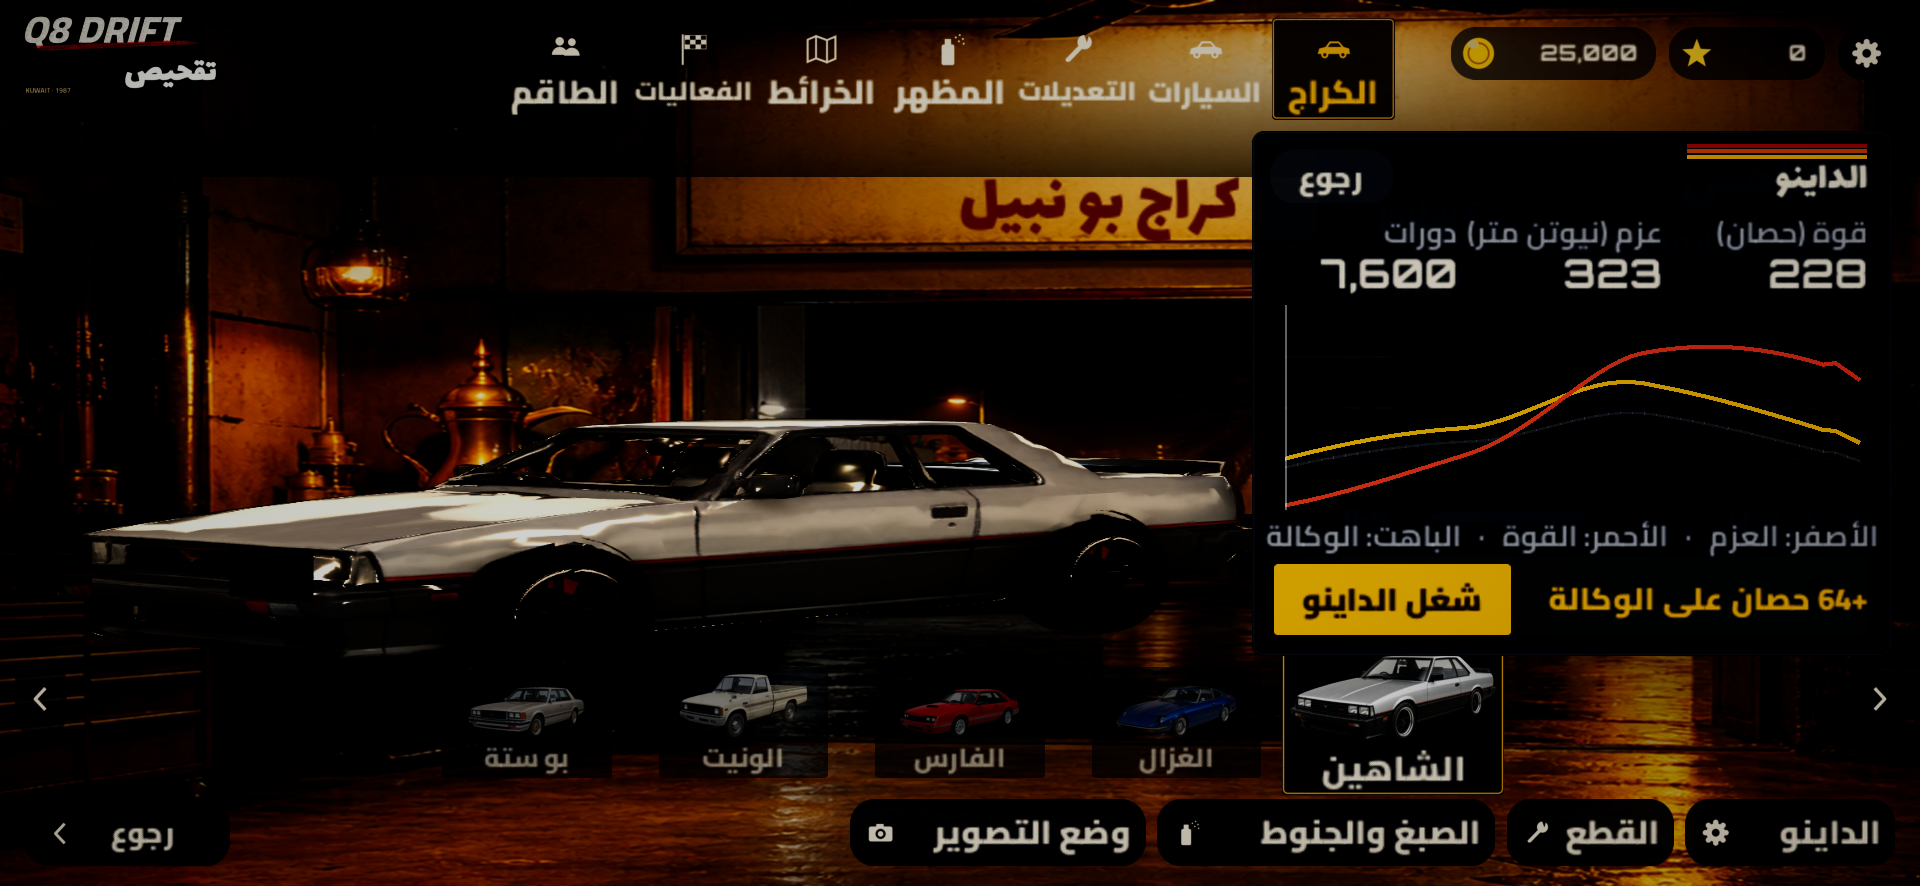 Q8 DRIFT
تفحيص
KUWAIT · 1987
الكراج
السيارات
التعديلات
المظهر
الخرائط
الفعاليات
الطاقم
25,000
0
كراج بو نبيل
الداينو
رجوع
قوة (حصان)
عزم (نيوتن متر)
دورات
228
323
7,600
الأصفر: العزم · الأحمر: القوة · الباهت: الوكالة
+64 حصان على الوكالة
شغل الداينو
الشاهين
الغزال
الفارس
الونيت
بو ستة
الداينو
القطع
الصبغ والجنوط
وضع التصوير
رجوع